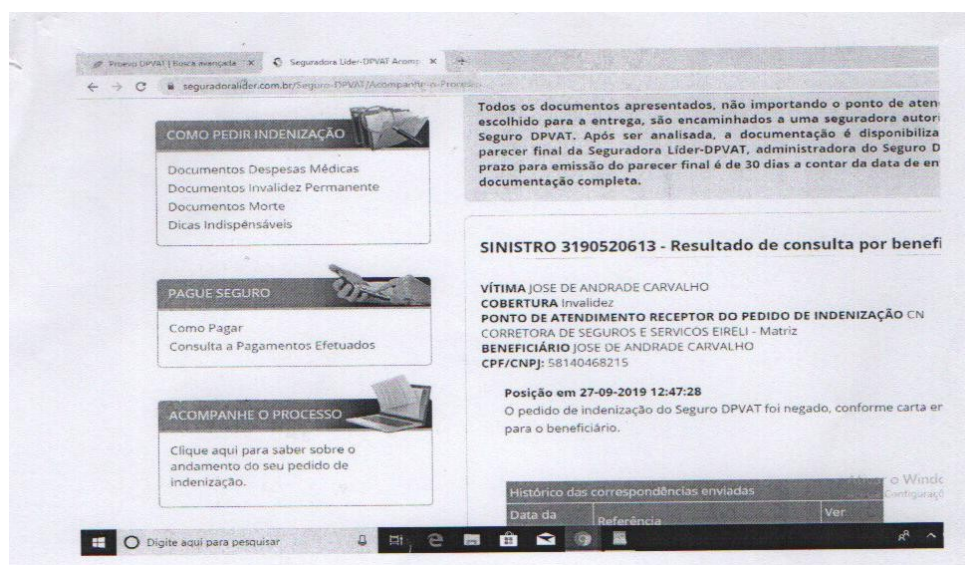 Proevo DPVAT | Busca avançada
Seguradora Líder-DPVAT Acomp
seguradoralider.com.br/Seguro-DPVAT/Acompanhe-o-Processo
COMO PEDIR INDENIZAÇÃO
Documentos Despesas Médicas
Documentos Invalidez Permanente
Documentos Morte
Dicas Indispensáveis
PAGUE SEGURO
Como Pagar
Consulta a Pagamentos Efetuados
ACOMPANHE O PROCESSO
Clique aqui para saber sobre o
andamento do seu pedido de
indenização.
Todos os documentos apresentados, não importando o ponto de aten
escolhido para a entrega, são encaminhados a uma seguradora autori
Seguro DPVAT. Após ser analisada, a documentação é disponibiliza
parecer final da Seguradora Líder-DPVAT, administradora do Seguro D
prazo para emissão do parecer final é de 30 dias a contar da data de en
documentação completa.
SINISTRO 3190520613 - Resultado de consulta por benefi
VÍTIMA JOSE DE ANDRADE CARVALHO
COBERTURA Invalidez
PONTO DE ATENDIMENTO RECEPTOR DO PEDIDO DE INDENIZAÇÃO CN
CORRETORA DE SEGUROS E SERVICOS EIRELI - Matriz
BENEFICIÁRIO JOSE DE ANDRADE CARVALHO
CPF/CNPJ: 58140468215
Posição em 27-09-2019 12:47:28
O pedido de indenização do Seguro DPVAT foi negado, conforme carta er
para o beneficiário.
Histórico das correspondências enviadas
Data da
Referência
Ver
o Windc
Configuraçõ
Digite aqui para pesquisar